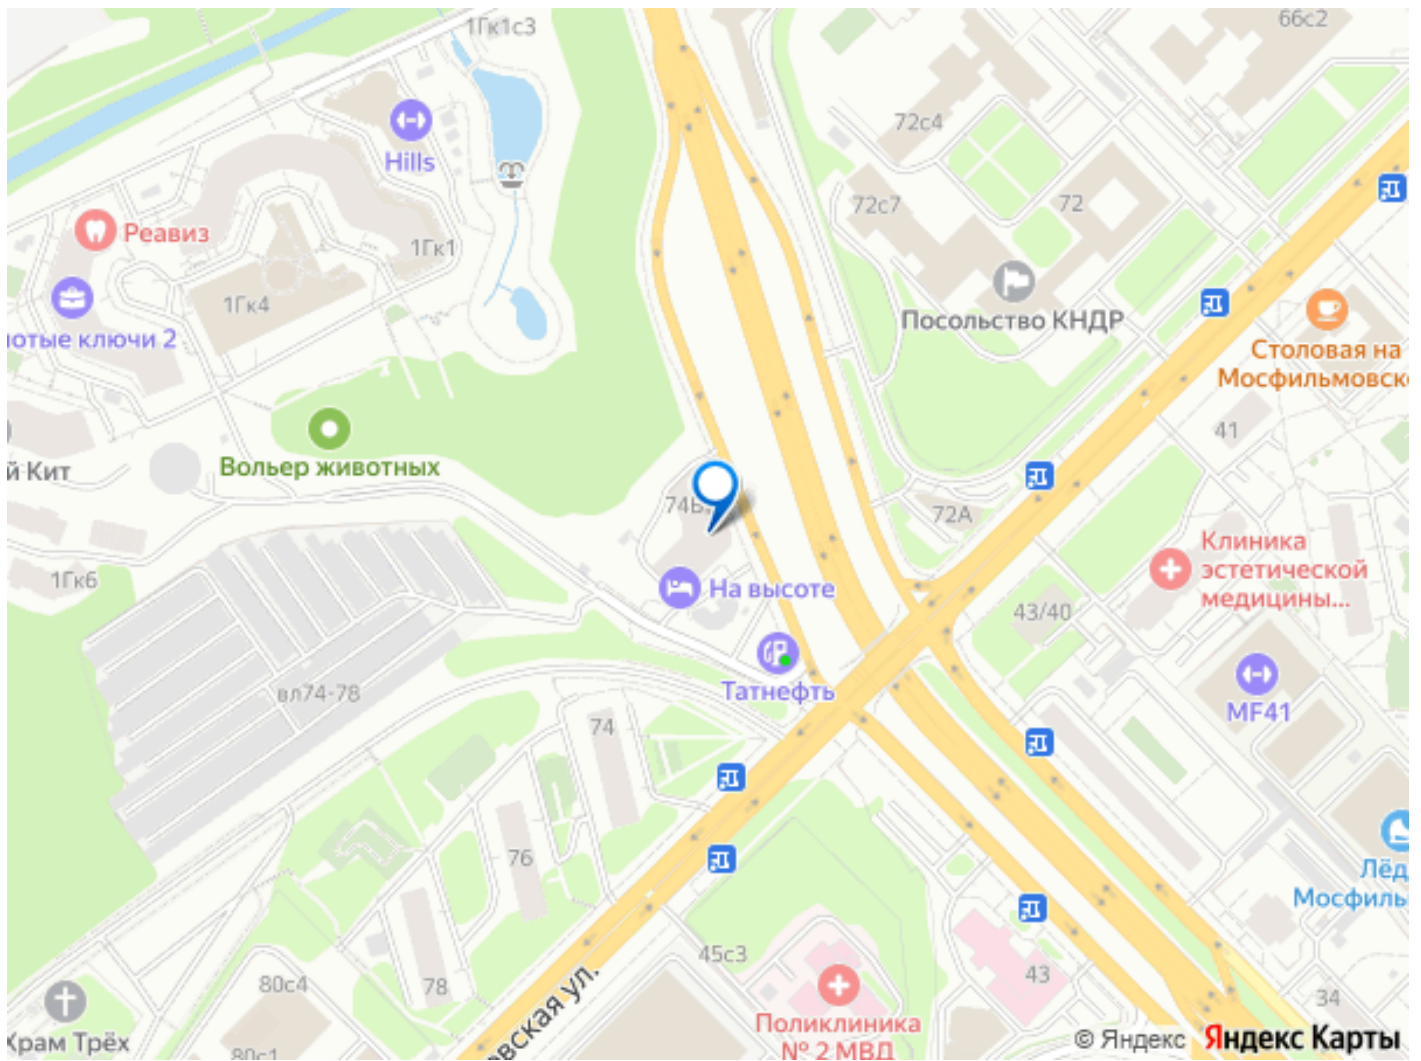 1Гк1с3
66с2
72с4
Hills
72с7
72
Реавиз
1Гк1
1Гк4
Посольство КНДР
отые ключи 2
Столовая на
Мосфильмовск
41
й Кит
Вольер животных
74Б
72А
Клиника
эстетической
медицины...
1Гк6
На высоте
43/40
Татнефть
вл74-78
MF41
74
76
Лёд
Мосфиль
45с3
80с4
78
43
34
вская ул.
Храм Трёх
Поликлиника
№ 2 МВД
80с1
© Яндекс Яндекс Карты